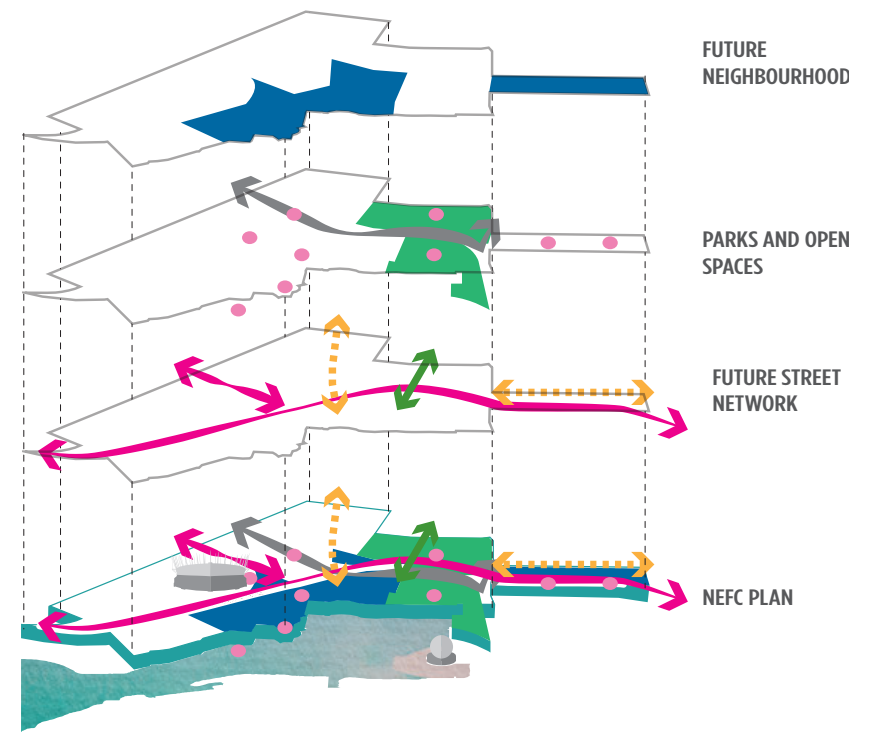 FUTURE
NEIGHBOURHOOD
PARKS AND OPEN
SPACES
FUTURE STREET
NETWORK
NEFC PLAN